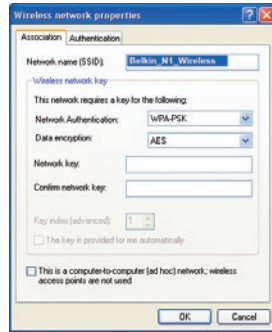 Wireless network properties
Association Authentication
Network name (SSID): Belkin_N1_Wireless
Wireless network key
This network requires a key for the following:
Network Authentication: WPA-PSK
Data encryption: AES
Network key:
Confirm network key:
Key index (advanced): 1
The key is provided for me automatically
This is a computer-to-computer (ad hoc) network; wireless
access points are not used
OK Cancel